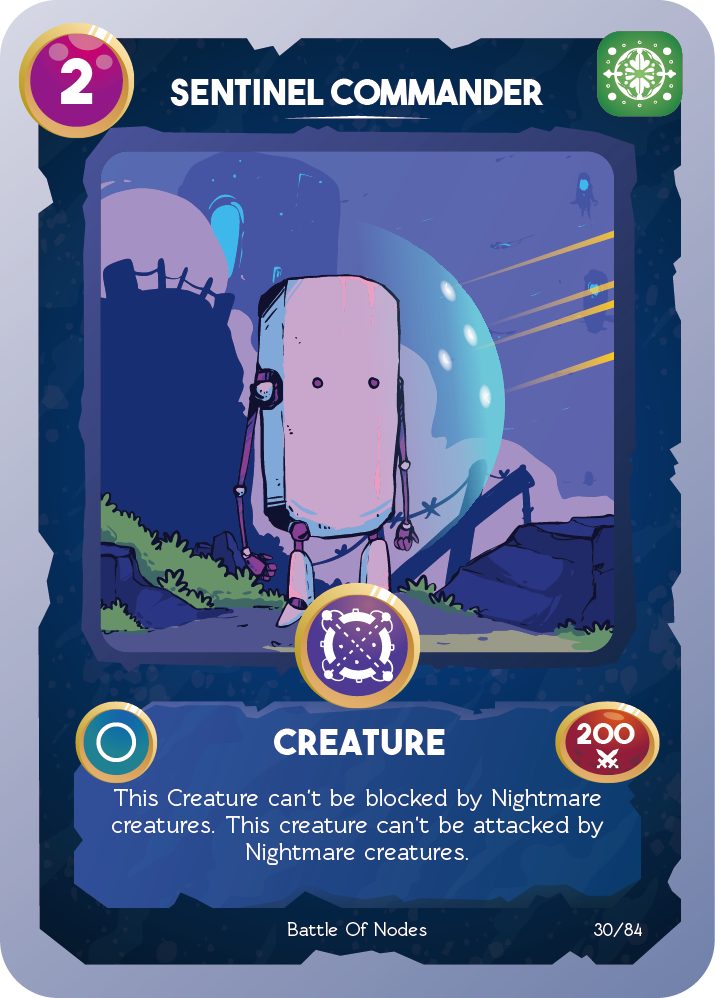 2
SENTINEL COMMANDER
CREATURE
200
This Creature can't be blocked by Nightmare
creatures. This creature can't be attacked by
Nightmare creatures.
Battle Of Nodes
30/84